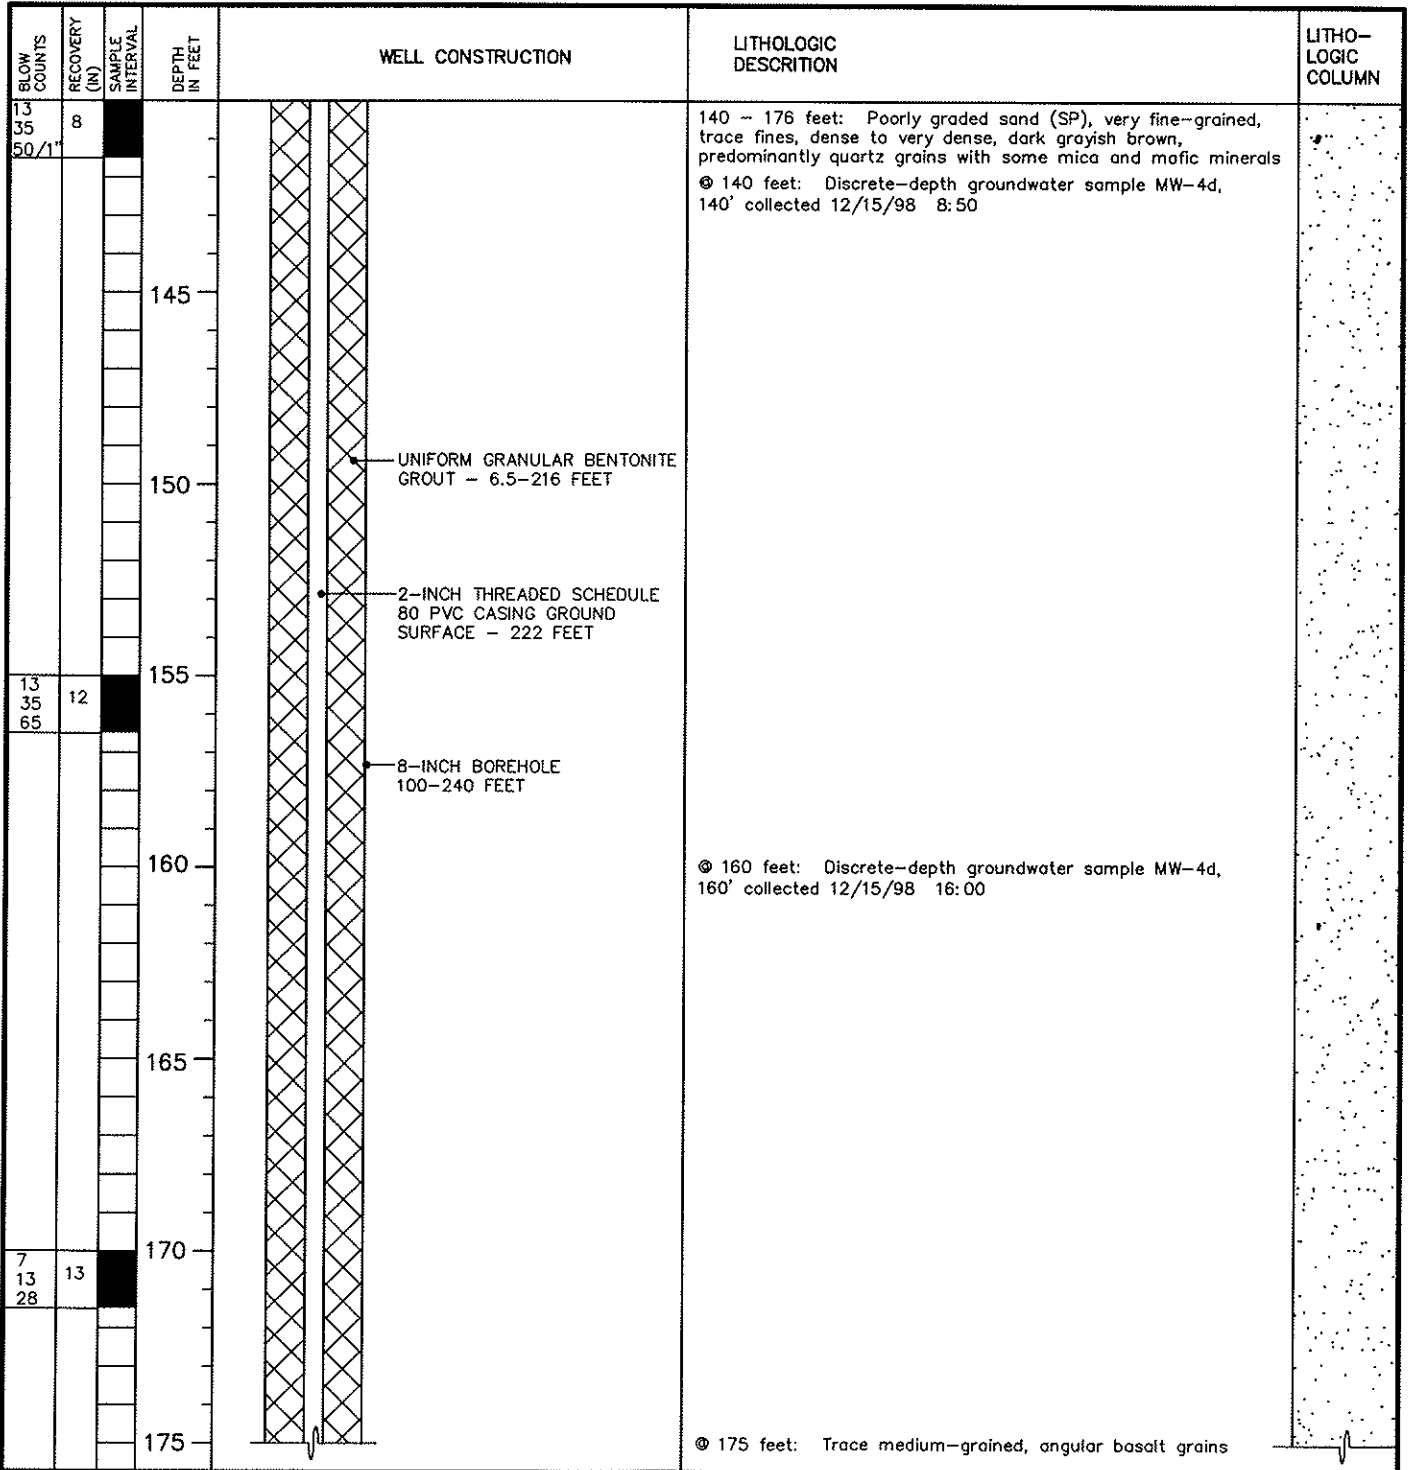 BLOW
COUNTS
RECOVERY
(IN)
SAMPLE
INTERVAL
DEPTH
IN FEET
WELL CONSTRUCTION
LITHOLOGIC
DESCRITION
LITHO-
LOGIC
COLUMN
13
35
50/1"
8
140 - 176 feet: Poorly graded sand (SP), very fine-grained,
trace fines, dense to very dense, dark grayish brown,
predominantly quartz grains with some mica and mafic minerals
@ 140 feet: Discrete-depth groundwater sample MW-4d,
140' collected 12/15/98 8:50
145
UNIFORM GRANULAR BENTONITE
GROUT - 6.5-216 FEET
150
2-INCH THREADED SCHEDULE
80 PVC CASING GROUND
SURFACE - 222 FEET
155
13
35
65
12
8-INCH BOREHOLE
100-240 FEET
160
@ 160 feet: Discrete-depth groundwater sample MW-4d,
160' collected 12/15/98 16:00
165
170
7
13
28
13
175
@ 175 feet: Trace medium-grained, angular basalt grains